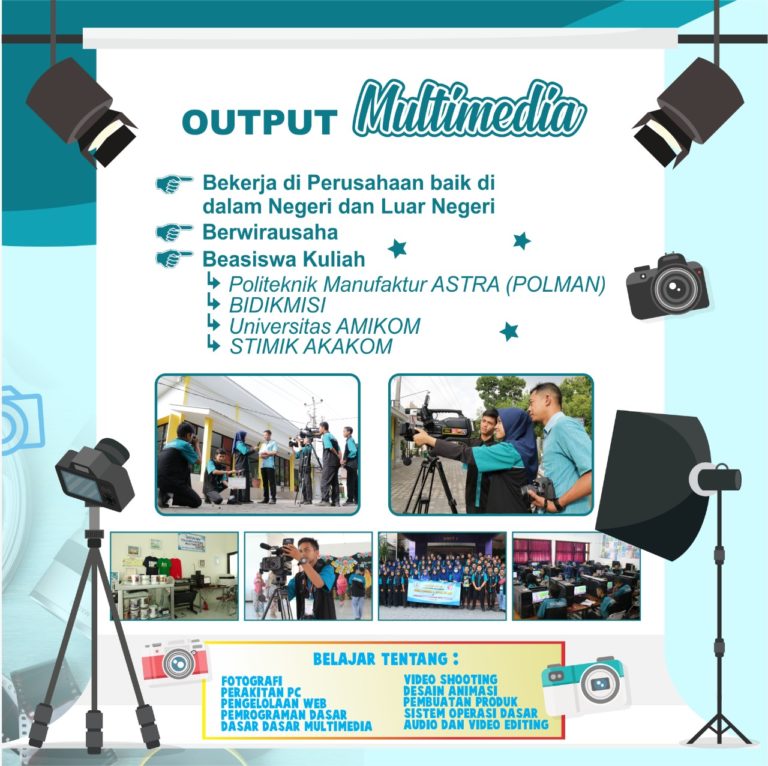 OUTPUT Multimedia
Bekerja di Perusahaan baik di
dalam Negeri dan Luar Negeri
Berwirausaha
Beasiswa Kuliah
Politeknik Manufaktur ASTRA (POLMAN)
BIDIKMISI
Universitas AMIKOM
STIMIK AKAKOM
BELAJAR TENTANG :
FOTOGRAFI
PERAKITAN PC
PENGELOLAAN WEB
PEMROGRAMAN DASAR
DASAR DASAR MULTIMEDIA
VIDEO SHOOTING
DESAIN ANIMASI
PEMBUATAN PRODUK
SISTEM OPERASI DASAR
AUDIO DAN VIDEO EDITING